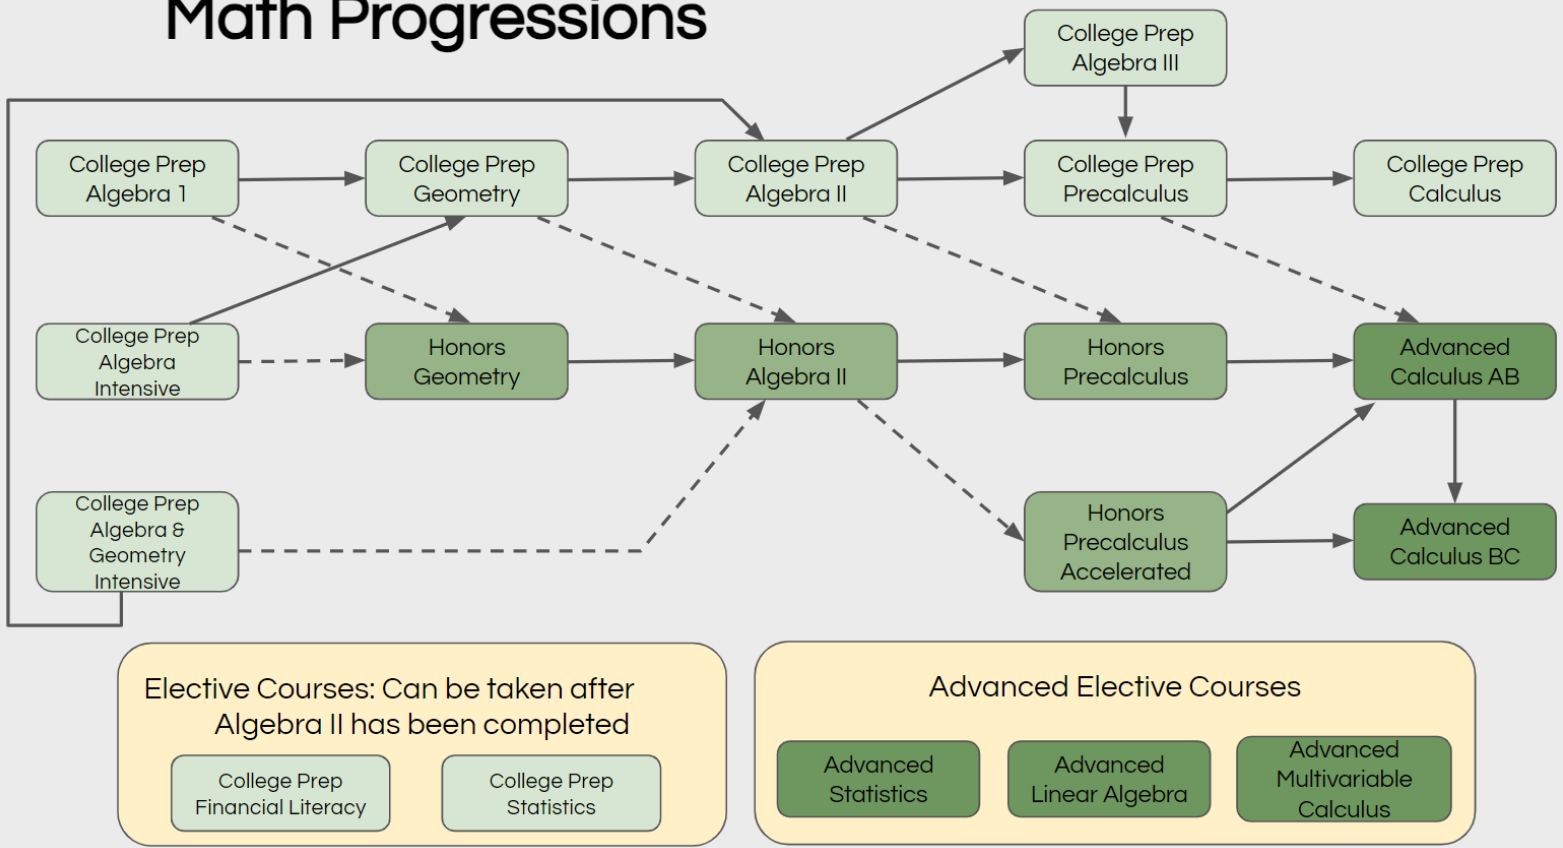 Math Progressions
College Prep
Algebra III
College Prep
Algebra 1
College Prep
Geometry
College Prep
Algebra II
College Prep
Precalculus
College Prep
Calculus
College Prep
Algebra
Intensive
Honors
Geometry
Honors
Algebra II
Honors
Precalculus
Advanced
Calculus AB
College Prep
Algebra &
Geometry
Intensive
Honors
Precalculus
Accelerated
Advanced
Calculus BC
Elective Courses: Can be taken after
Algebra II has been completed
College Prep
Financial Literacy
College Prep
Statistics
Advanced Elective Courses
Advanced
Statistics
Advanced
Linear Algebra
Advanced
Multivariable
Calculus